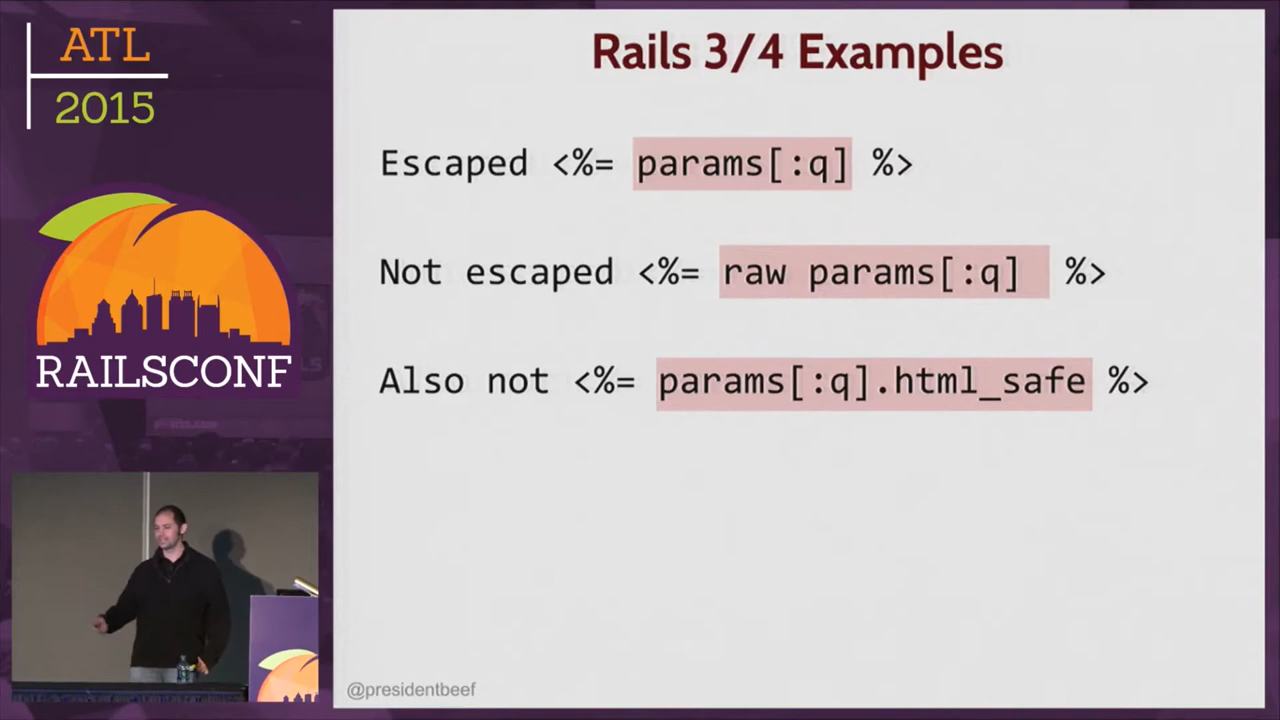 ATL
2015
RAILSCONF
Rails 3/4 Examples
Escaped <%= params[:q] %>
Not escaped <%= raw params[:q] %>
Also not <%= params[:q].html_safe %>
@presidentbeef